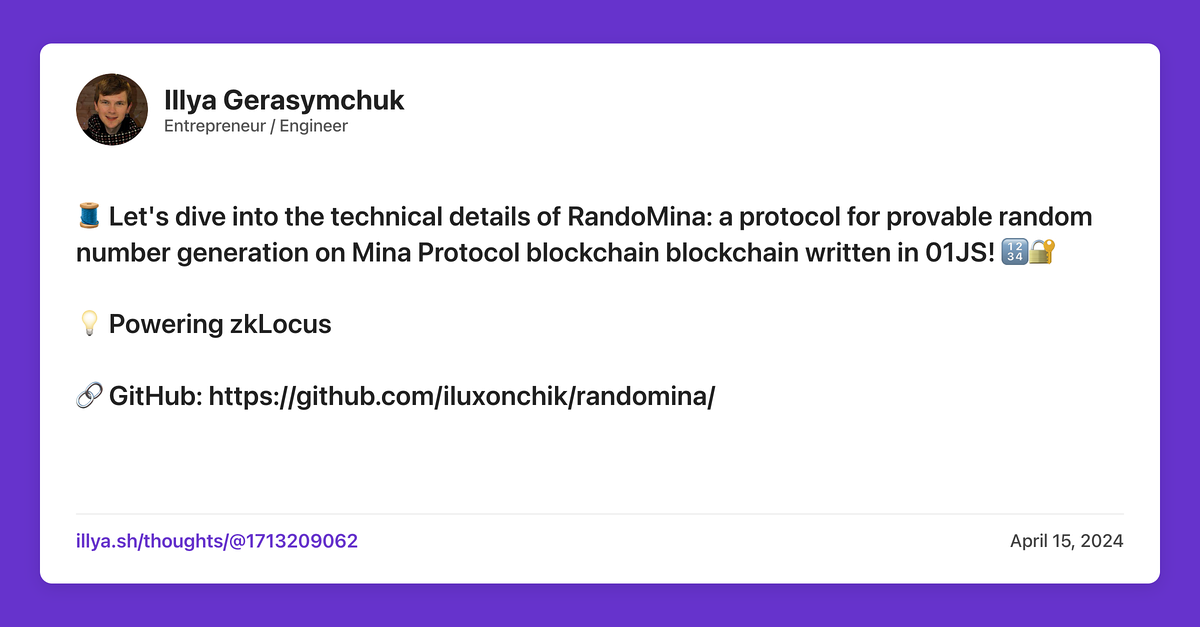 Illya Gerasymchuk
Entrepreneur / Engineer
🧵 Let's dive into the technical details of RandoMina: a protocol for provable random
number generation on Mina Protocol blockchain blockchain written in 01JS! 🔢🔐
💡 Powering zkLocus
🔗 GitHub: https://github.com/iluxonchik/randomina/
illya.sh/thoughts/@1713209062
April 15, 2024